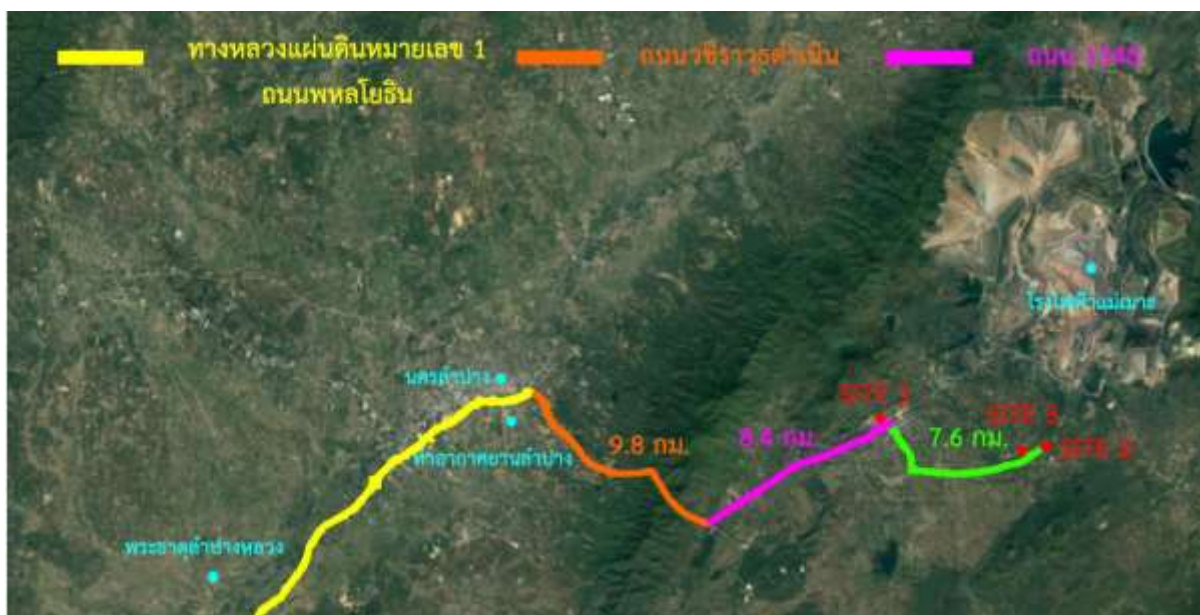 ทางหลวงแผ่นดินหมายเลข 1
ถนนพหลโยธิน
ถนนวชิราวุธดำเนิน
ถนน
นครลำปาง
ท่าอากาศยานลำปาง
พระธาตุลำปางหลวง
9.8 กม.
8.4 กม.
7.6 กม.
SITE 1
SITE 3
SITE 2
โรงไฟฟ้าแม่เมาะ